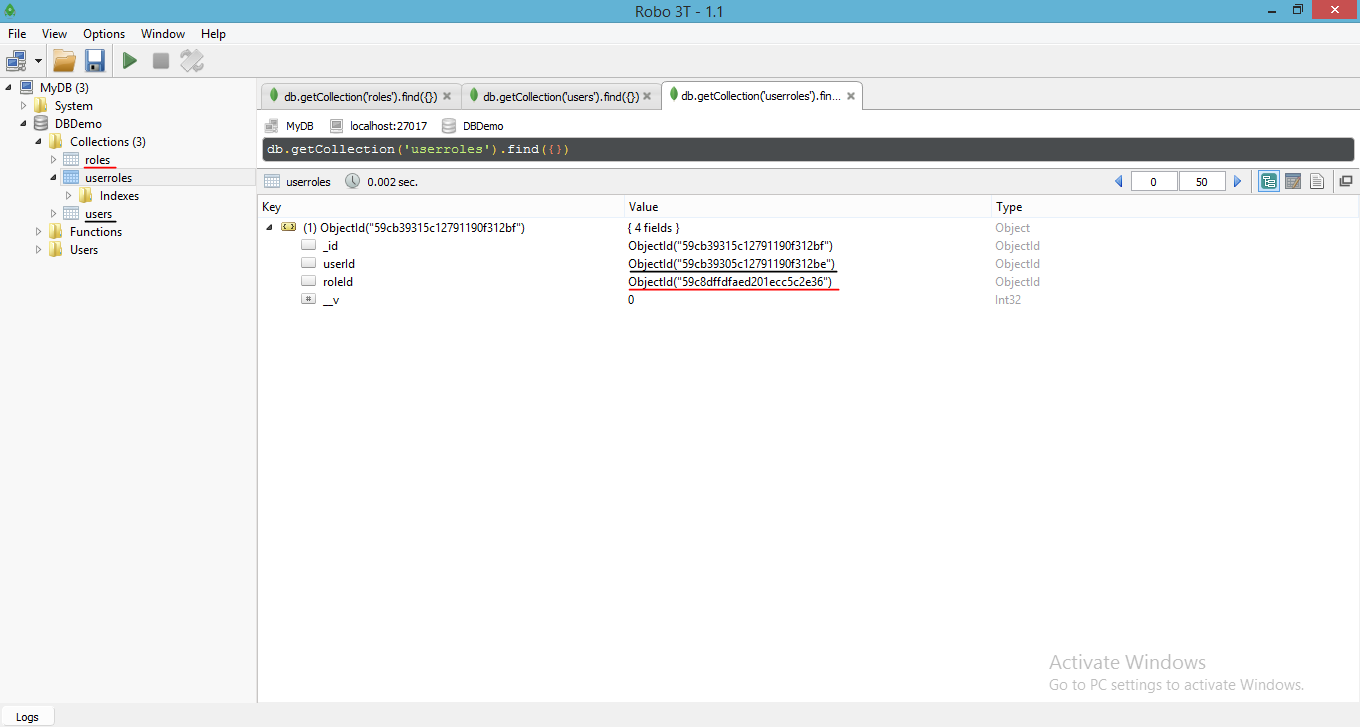 Robo 3T - 1.1
File View Options Window Help
MyDB (3)
System
DBDemo
Collections (3)
roles
userroles
Indexes
users
Functions
Users
db.getCollection('roles').find({})
db.getCollection('users').find({})
db.getCollection('userroles').fin...
MyDB localhost:27017 DBDemo
db.getCollection('userroles').find({})
userroles 0.002 sec. 0 50
Key Value Type
(1) ObjectId("59cb39315c12791190f312bf") { 4 fields } Object
_id ObjectId("59cb39315c12791190f312bf") ObjectId
userId ObjectId("59cb39305c12791190f312be") ObjectId
roleId ObjectId("59c8dffdfaed201ecc5c2e36") ObjectId
# __v 0 Int32
Activate Windows
Go to PC settings to activate Windows.
Logs